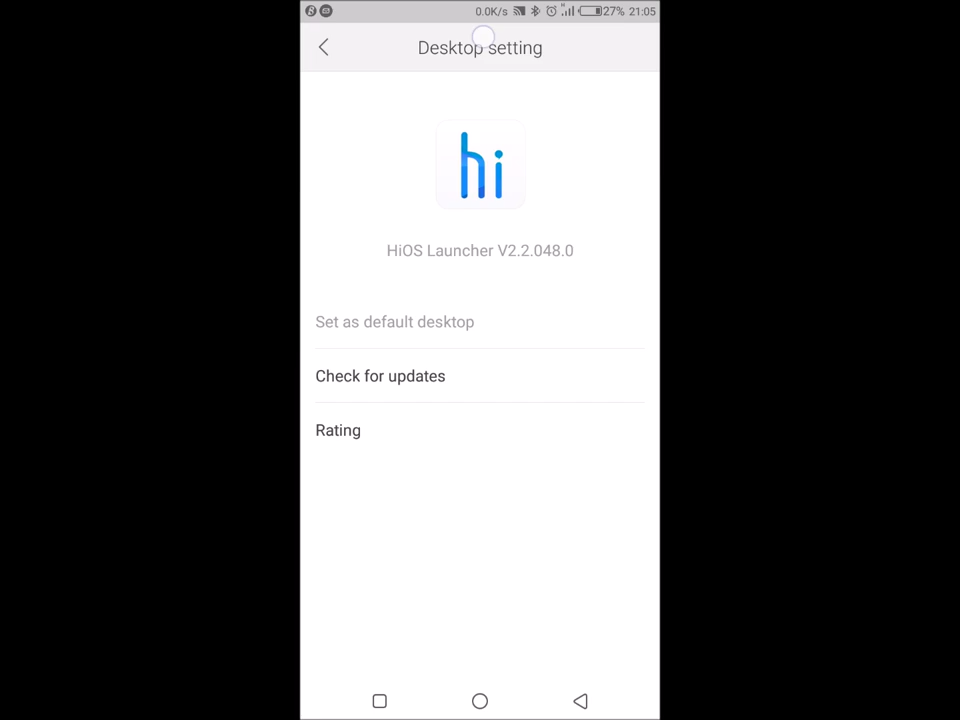 0.0K/s H 27% 21:05
Desktop setting
hi
HiOS Launcher V2.2.048.0
Set as default desktop
Check for updates
Rating